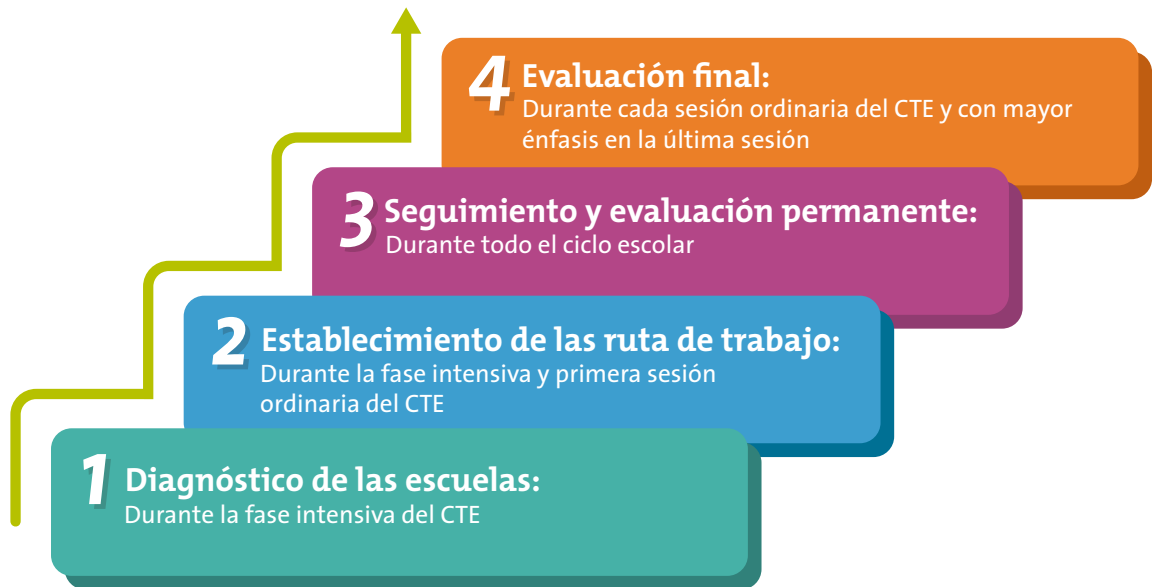 4 Evaluación final:
Durante cada sesión ordinaria del CTE y con mayor
énfasis en la última sesión
3 Seguimiento y evaluación permanente:
Durante todo el ciclo escolar
2 Establecimiento de las ruta de trabajo:
Durante la fase intensiva y primera sesión
ordinaria del CTE
1 Diagnóstico de las escuelas:
Durante la fase intensiva del CTE